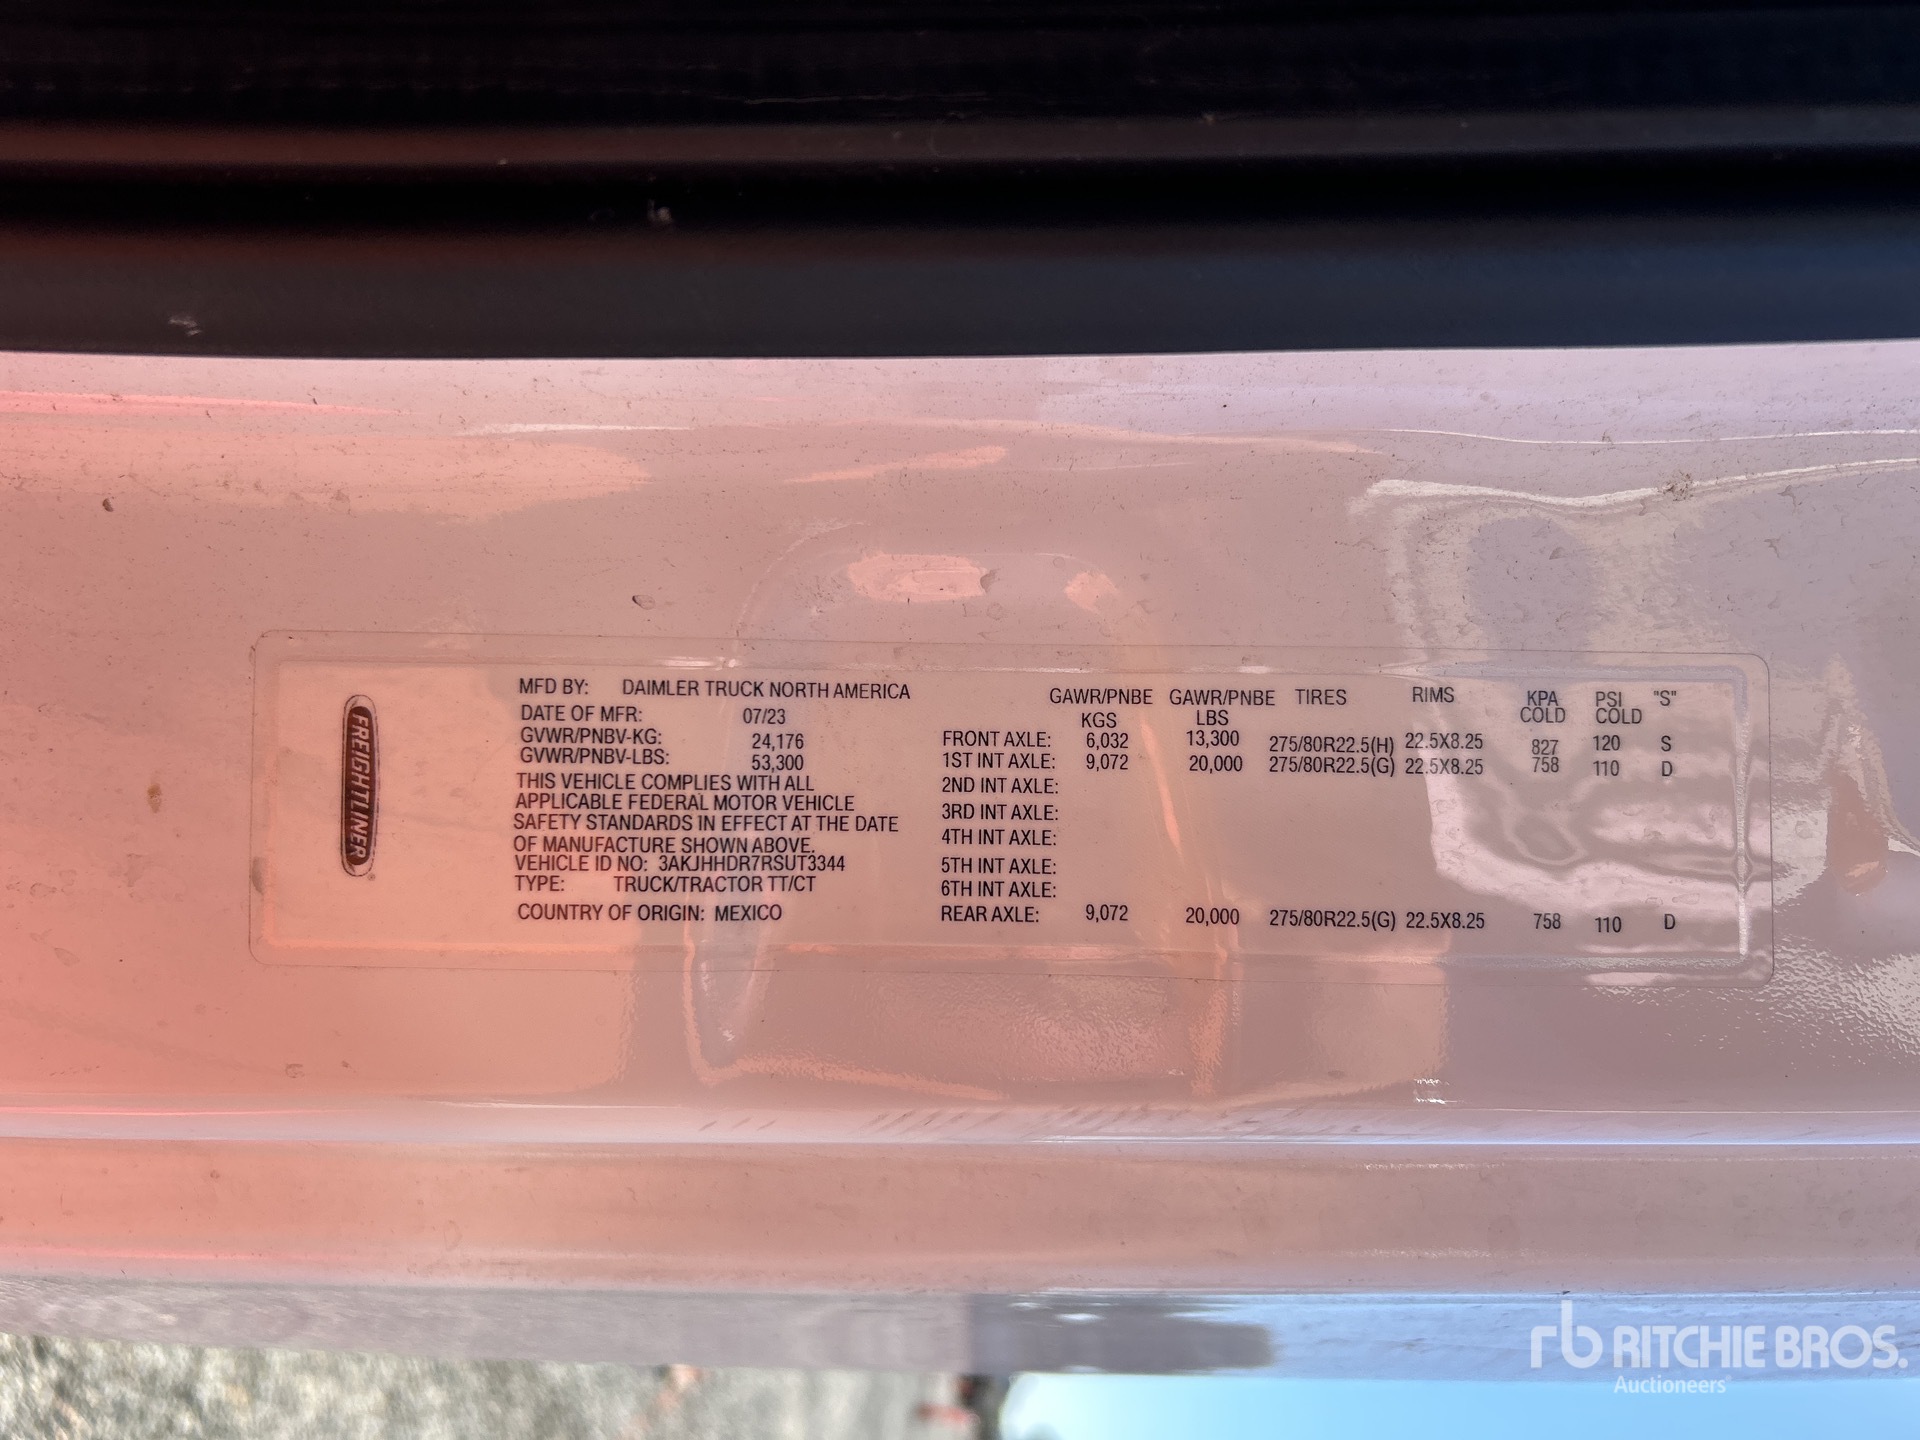 FREIGHTLINER
MFD BY: DAIMLER TRUCK NORTH AMERICA
DATE OF MFR: 07/23
GVWR/PNBV-KG: 24,176
GVWR/PNBV-LBS: 53,300
THIS VEHICLE COMPLIES WITH ALL
APPLICABLE FEDERAL MOTOR VEHICLE
SAFETY STANDARDS IN EFFECT AT THE DATE
OF MANUFACTURE SHOWN ABOVE.
VEHICLE ID NO: 3AKJHHDR7RSUT3344
TYPE: TRUCK/TRACTOR TT/CT
COUNTRY OF ORIGIN: MEXICO
GAWR/PNBE GAWR/PNBE TIRES RIMS KPA PSI "S"
KGS LBS COLD COLD
FRONT AXLE: 6,032 13,300 275/80R22.5(H) 22.5X8.25 827 120 S
1ST INT AXLE: 9,072 20,000 275/80R22.5(G) 22.5X8.25 758 110 D
2ND INT AXLE:
3RD INT AXLE:
4TH INT AXLE:
5TH INT AXLE:
6TH INT AXLE:
REAR AXLE: 9,072 20,000 275/80R22.5(G) 22.5X8.25 758 110 D
rb RITCHIE BROS.
Auctioneers